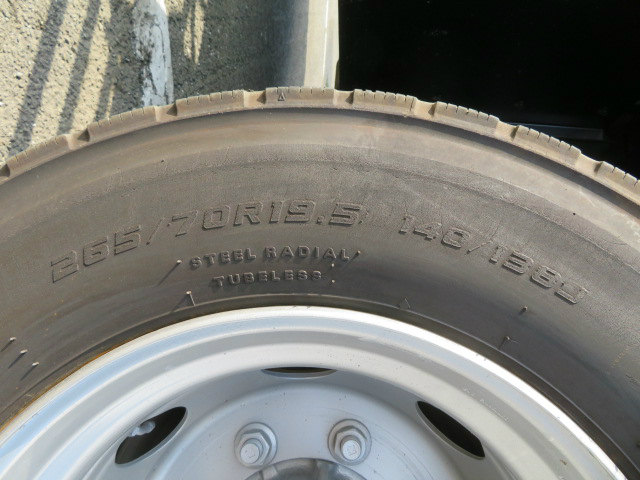 265/70R19.5 140/138J
STEEL RADIAL
TUBELESS